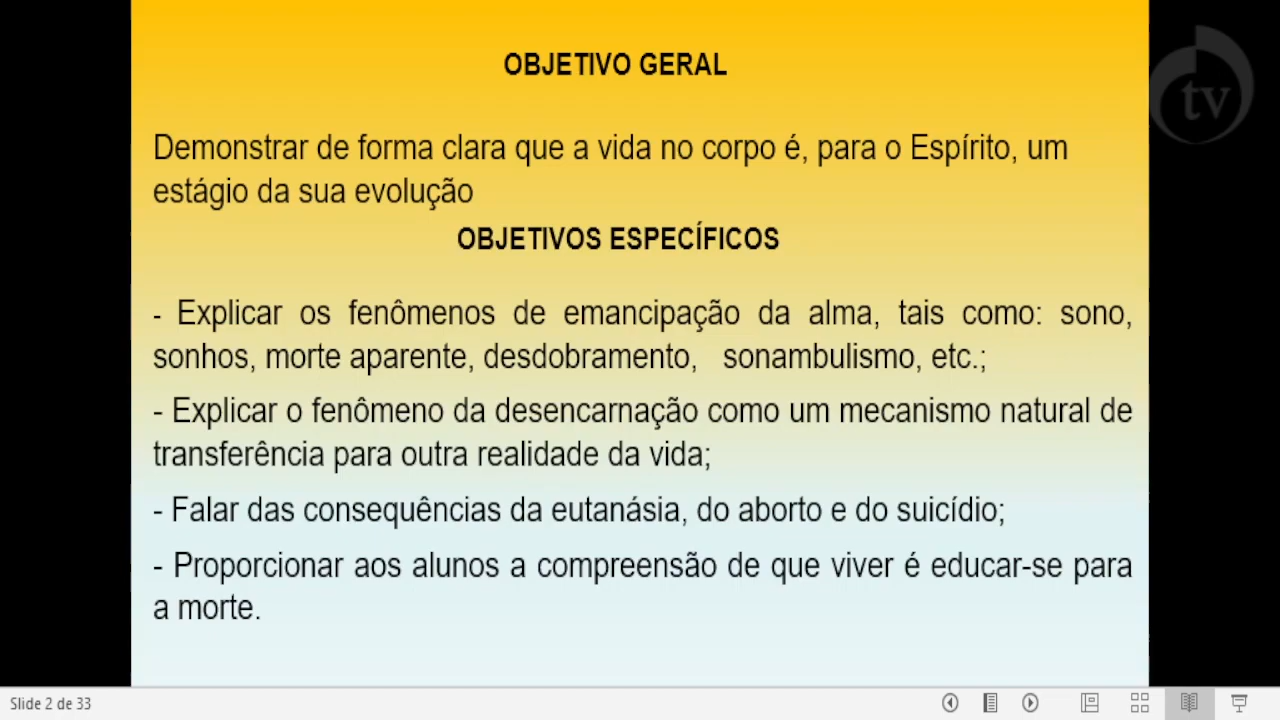 OBJETIVO GERAL
tv
Demonstrar de forma clara que a vida no corpo é, para o Espírito, um
estágio da sua evolução
OBJETIVOS ESPECÍFICOS
- Explicar os fenômenos de emancipação da alma, tais como: sono,
sonhos, morte aparente, desdobramento, sonambulismo, etc.;
- Explicar o fenômeno da desencarnação como um mecanismo natural de
transferência para outra realidade da vida;
- Falar das consequências da eutanásia, do aborto e do suicídio;
- Proporcionar aos alunos a compreensão de que viver é educar-se para
a morte.
Slide 2 de 33